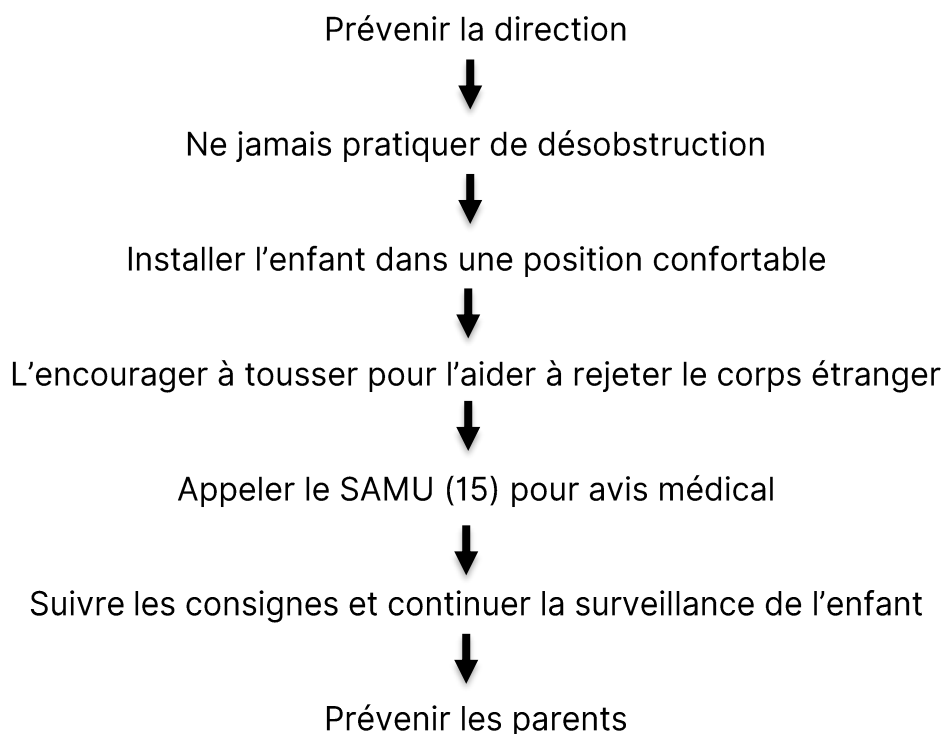 Prévenir la direction
Ne jamais pratiquer de désobstruction
Installer l’enfant dans une position confortable
L’encourager à tousser pour l’aider à rejeter le corps étranger
Appeler le SAMU (15) pour avis médical
Suivre les consignes et continuer la surveillance de l’enfant
Prévenir les parents